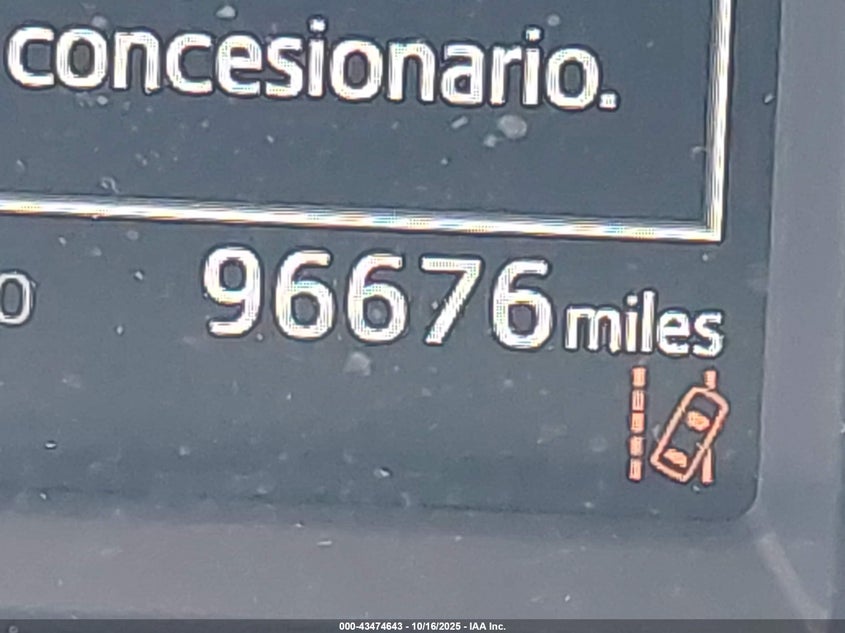 concesionario.
96676 miles
000-43474643 - 10/16/2025 - IAA Inc.